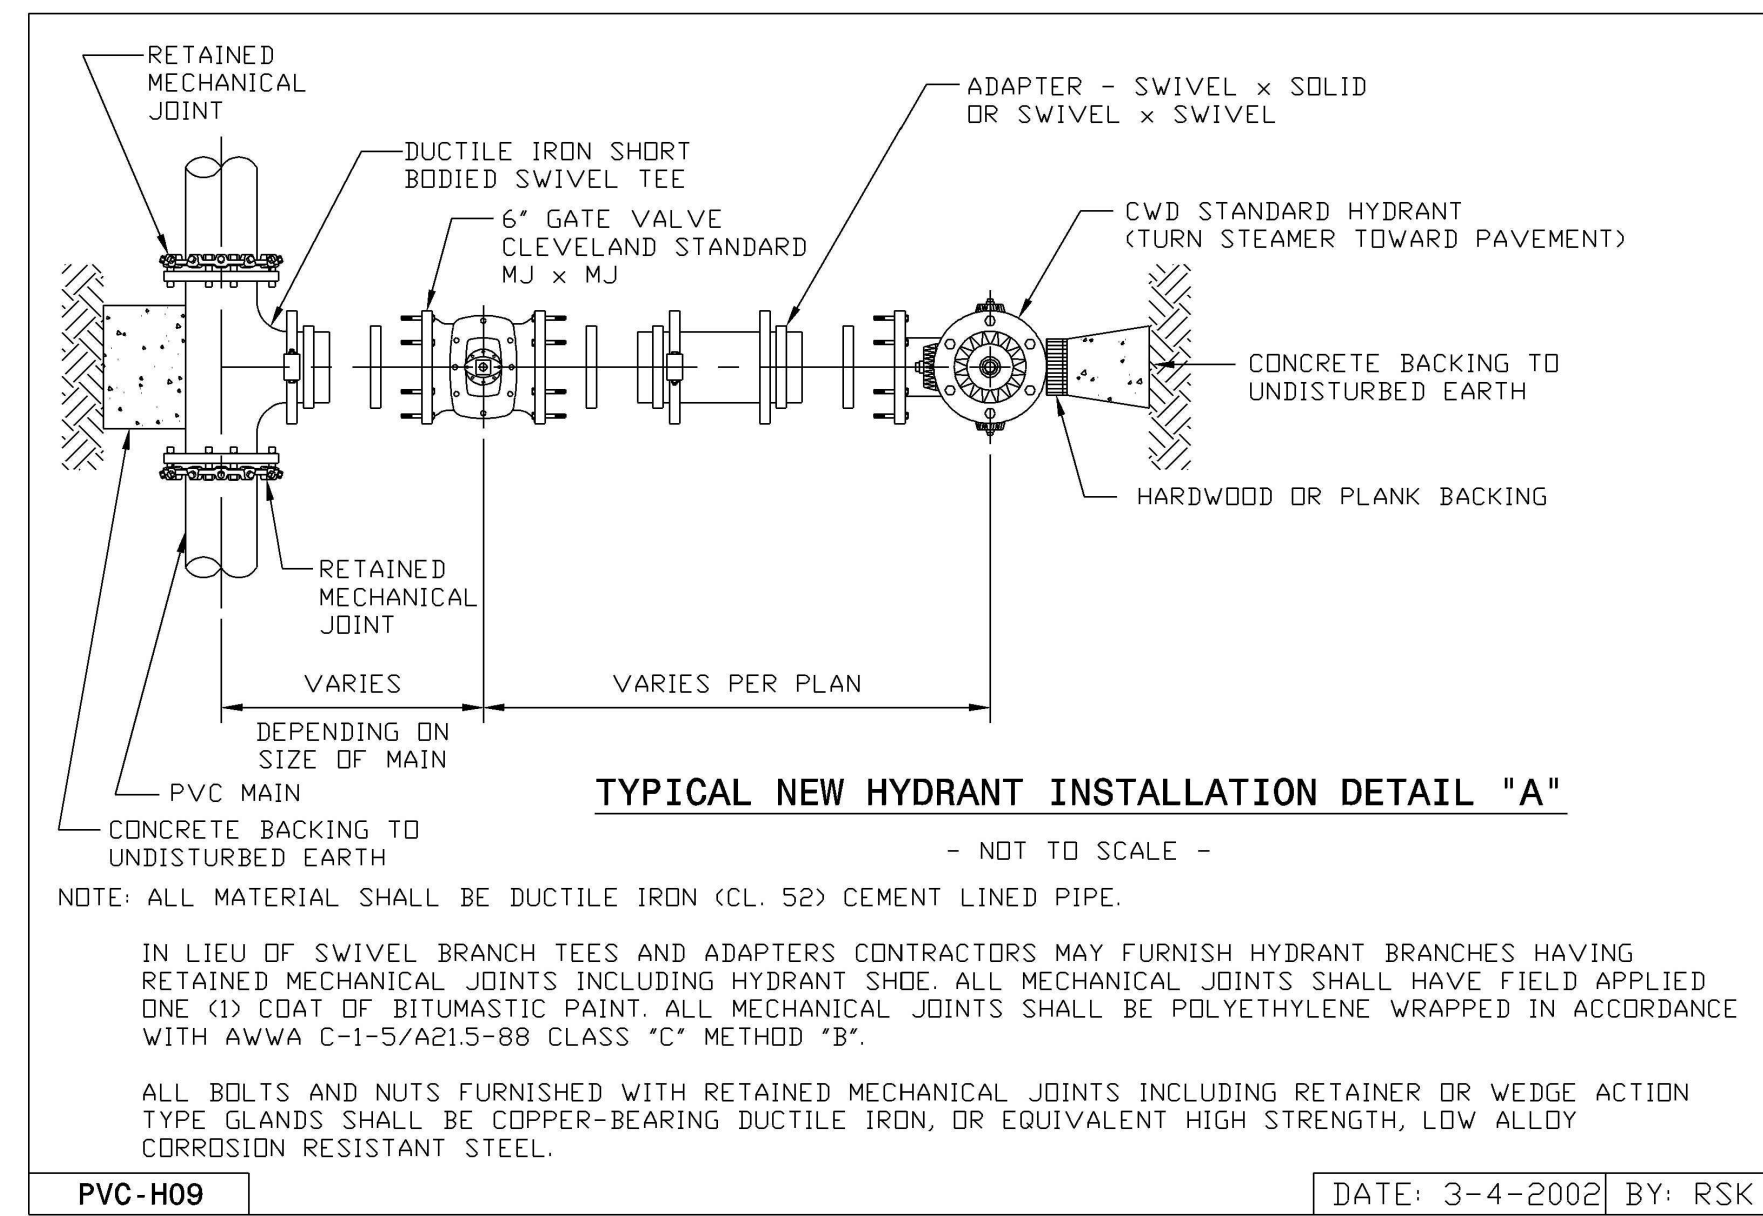 RETAINED
MECHANICAL
JOINT
ADAPTER - SWIVEL x SOLID
OR SWIVEL x SWIVEL
DUCTILE IRON SHORT
BODIED SWIVEL TEE
6" GATE VALVE
CLEVELAND STANDARD
MJ x MJ
CWD STANDARD HYDRANT
(TURN STEAMER TOWARD PAVEMENT)
CONCRETE BACKING TO
UNDISTURBED EARTH
HARDWOOD OR PLANK BACKING
RETAINED
MECHANICAL
JOINT
VARIES
DEPENDING ON
SIZE OF MAIN
VARIES PER PLAN
PVC MAIN
CONCRETE BACKING TO
UNDISTURBED EARTH
TYPICAL NEW HYDRANT INSTALLATION DETAIL "A"
- NOT TO SCALE -
NOTE: ALL MATERIAL SHALL BE DUCTILE IRON (CL. 52) CEMENT LINED PIPE.
IN LIEU OF SWIVEL BRANCH TEES AND ADAPTERS CONTRACTORS MAY FURNISH HYDRANT BRANCHES HAVING
RETAINED MECHANICAL JOINTS INCLUDING HYDRANT SHOE. ALL MECHANICAL JOINTS SHALL HAVE FIELD APPLIED
ONE (1) COAT OF BITUMASTIC PAINT. ALL MECHANICAL JOINTS SHALL BE POLYETHYLENE WRAPPED IN ACCORDANCE
WITH AWWA C-1-5/A21.5-88 CLASS "C" METHOD "B".
ALL BOLTS AND NUTS FURNISHED WITH RETAINED MECHANICAL JOINTS INCLUDING RETAINER OR WEDGE ACTION
TYPE GLANDS SHALL BE COPPER-BEARING DUCTILE IRON, OR EQUIVALENT HIGH STRENGTH, LOW ALLOY
CORROSION RESISTANT STEEL.
PVC-H09
DATE: 3-4-2002
BY: RSK